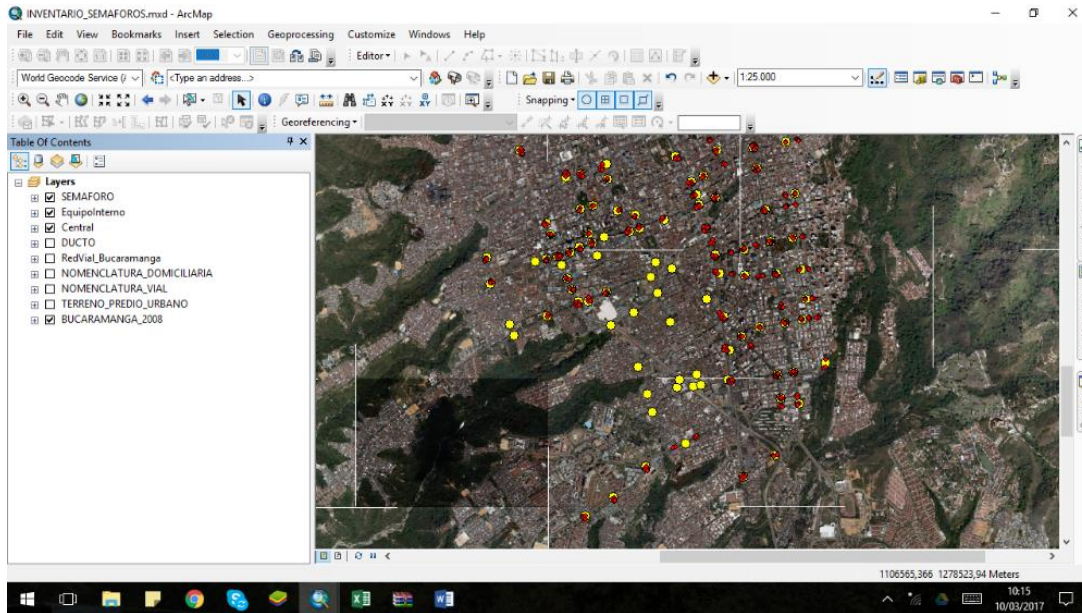 INVENTARIO_SEMAFOROS.mxd - ArcMap
File Edit View Bookmarks Insert Selection Geoprocessing Customize Windows Help
Editor
World Geocode Service (/ <Type an address...> 1:25.000
Snapping
Georeferencing
Table Of Contents
Layers
SEMAFORO
EquipoInterno
Central
DUCTO
RedVial_Bucaramanga
NOMENCLATURA_DOMICILIARIA
NOMENCLATURA_VIAL
TERRENO_PREDIO_URBANO
BUCARAMANGA_2008
1106565,366 1278523,94 Meters
10:15
10/03/2017